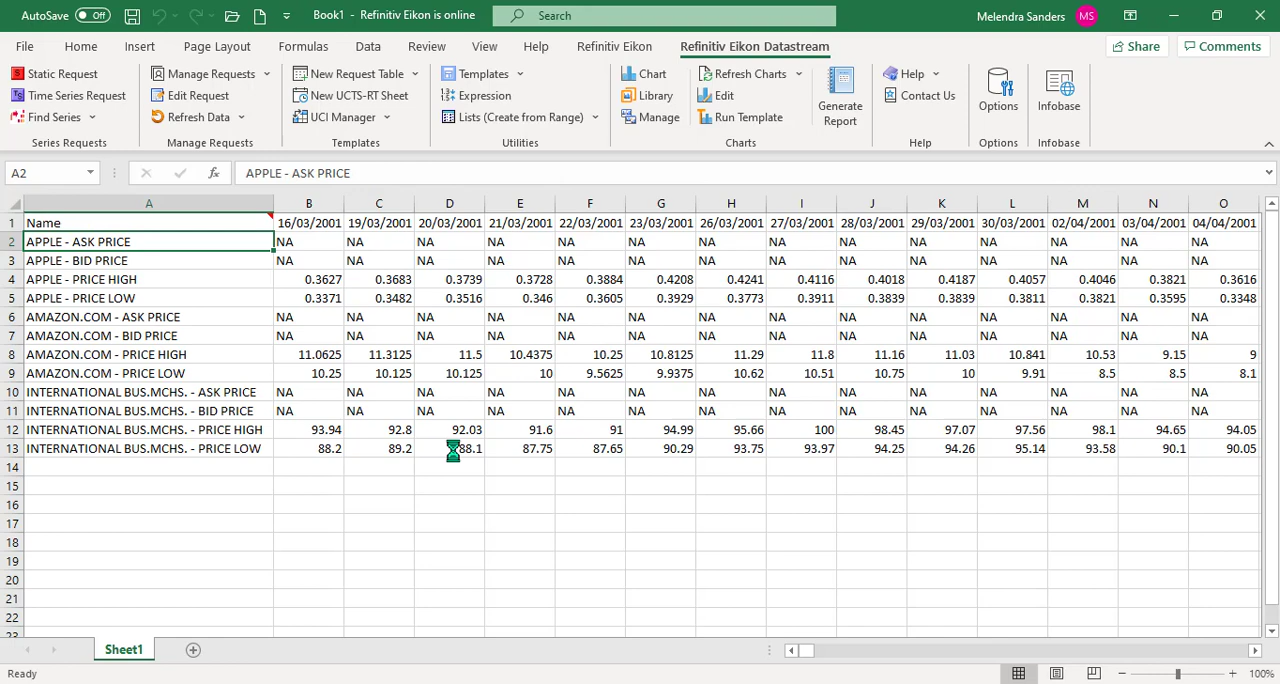 AutoSave Off Book1 - Refinitiv Eikon is online Search Melendra Sanders MS
File Home Insert Page Layout Formulas Data Review View Help Refinitiv Eikon Refinitiv Eikon Datastream Share Comments
Static Request Manage Requests New Request Table Templates Chart Refresh Charts Help
Time Series Request Edit Request New UCTS-DT Sheet Expression Library Edit Contact Us
Find Series Refresh Data UCI Manager Lists (Create from Range) Manage Run Template Generate Report Options Infobase
Series Requests Manage Requests Templates Utilities Charts Help Options Infobase
A2 fx APPLE - ASK PRICE
A B C D E F G H I J K L M N O
1 Name 16/03/2001 19/03/2001 20/03/2001 21/03/2001 22/03/2001 23/03/2001 26/03/2001 27/03/2001 28/03/2001 29/03/2001 30/03/2001 02/04/2001 03/04/2001 04/04/2001
2 APPLE - ASK PRICE NA NA NA NA NA NA NA NA NA NA NA NA NA NA
3 APPLE - BID PRICE NA NA NA NA NA NA NA NA NA NA NA NA NA NA
4 APPLE - PRICE HIGH 0.3627 0.3683 0.3739 0.3728 0.3884 0.4208 0.4241 0.4116 0.4018 0.4187 0.4057 0.4046 0.3821 0.3616
5 APPLE - PRICE LOW 0.3371 0.3482 0.3516 0.346 0.3605 0.3929 0.3773 0.3911 0.3839 0.3839 0.3811 0.3821 0.3595 0.3348
6 AMAZON.COM - ASK PRICE NA NA NA NA NA NA NA NA NA NA NA NA NA NA
7 AMAZON.COM - BID PRICE NA NA NA NA NA NA NA NA NA NA NA NA NA NA
8 AMAZON.COM - PRICE HIGH 11.0625 11.3125 11.5 10.4375 10.25 10.8125 11.29 11.8 11.16 11.03 10.841 10.53 9.15 9
9 AMAZON.COM - PRICE LOW 10.25 10.125 10.125 10 9.5625 9.9375 10.62 10.51 10.75 10 9.91 8.5 8.5 8.1
10 INTERNATIONAL BUS.MCHS. - ASK PRICE NA NA NA NA NA NA NA NA NA NA NA NA NA NA
11 INTERNATIONAL BUS.MCHS. - BID PRICE NA NA NA NA NA NA NA NA NA NA NA NA NA NA
12 INTERNATIONAL BUS.MCHS. - PRICE HIGH 93.94 92.8 92.03 91.6 91 94.99 95.66 100 98.45 97.07 97.56 98.1 94.65 94.05
13 INTERNATIONAL BUS.MCHS. - PRICE LOW 88.2 89.2 88.1 87.75 87.65 90.29 93.75 93.97 94.25 94.26 95.14 93.58 90.1 90.05
14
15
16
17
18
19
20
21
22
23
Sheet1
Ready 100%